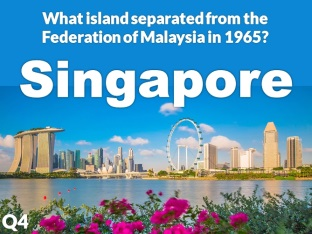 What island separated from the
Federation of Malaysia in 1965?
Singapore
Q4